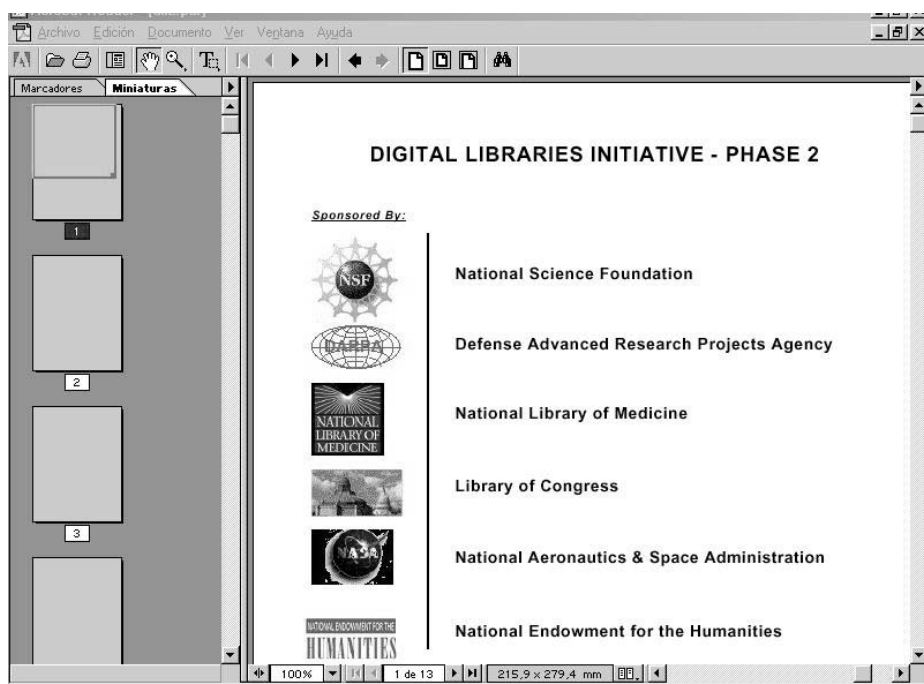 Archivo Edición Documento Ver Ventana Ayuda
Marcadores Miniaturas
1
2
3
DIGITAL LIBRARIES INITIATIVE - PHASE 2
Sponsored By:
NSF
National Science Foundation
DARPA
Defense Advanced Research Projects Agency
NATIONAL
LIBRARY OF
MEDICINE
National Library of Medicine
Library of Congress
NASA
National Aeronautics & Space Administration
NATIONAL ENDOWMENT FOR THE
HUMANITIES
National Endowment for the Humanities
100% 1 de 13 215,9 x 279,4 mm